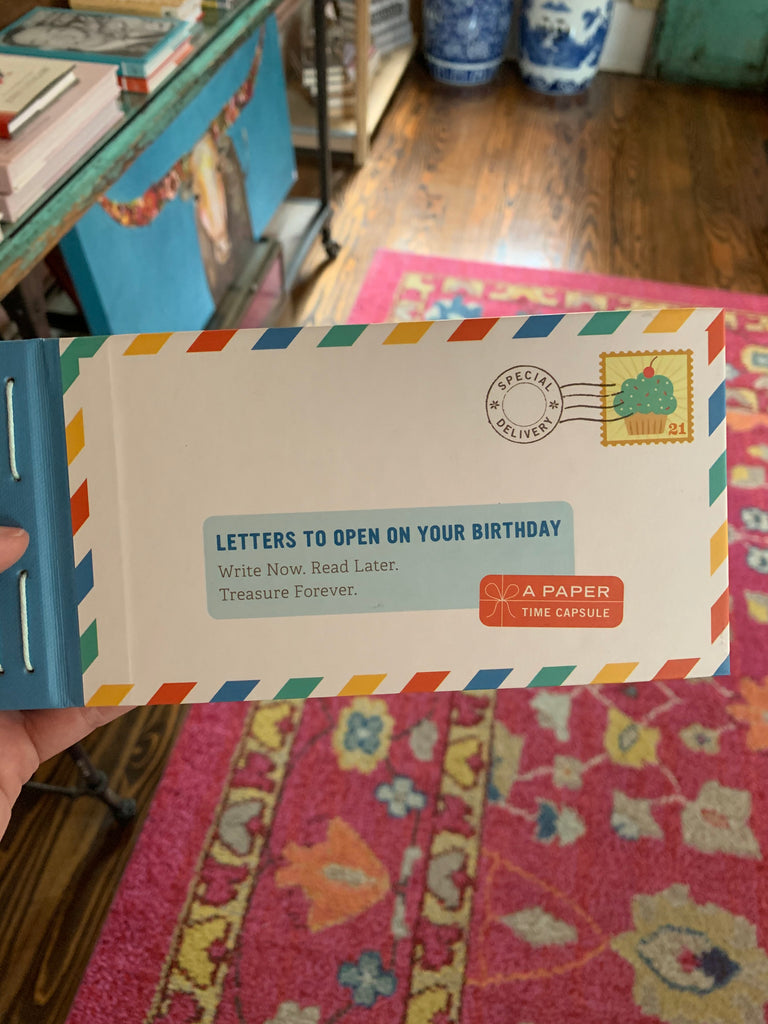 SPECIAL
DELIVERY
21
LETTERS TO OPEN ON YOUR BIRTHDAY
Write Now. Read Later.
Treasure Forever.
A PAPER
TIME CAPSULE